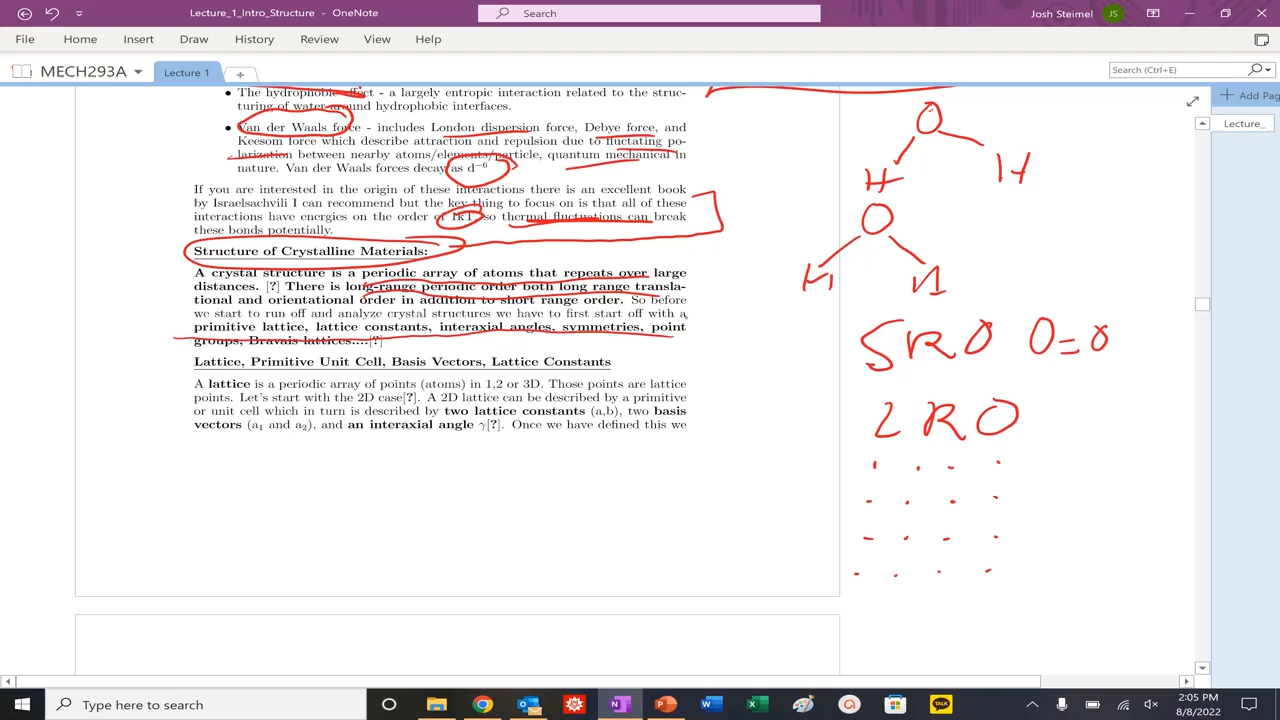 Lecture_1_Intro_Structure - OneNote
Search
Josh Steimel
JS
File Home Insert Draw History Review View Help
MECH293A
Lecture 1
Search (Ctrl+E)
Add Page
Lecture_
• The hydrophobic effect - a largely entropic interaction related to the struc-
turing of water around hydrophobic interfaces.
• Van der Waals force - includes London dispersion force, Debye force, and
Keesom force which describe attraction and repulsion due to fluctating po-
larization between nearby atoms/elements/particle, quantum mechanical in
nature. Van der Waals forces decay as d⁻⁶
If you are interested in the origin of these interactions there is an excellent book
by Israelsachvili I can recommend but the key thing to focus on is that all of these
interactions have energies on the order of 1kT so thermal fluctuations can break
these bonds potentially.
Structure of Crystalline Materials:
A crystal structure is a periodic array of atoms that repeats over large
distances. [?] There is long-range periodic order both long range transla-
tional and orientational order in addition to short range order. So before
we start to run off and analyze crystal structures we have to first start off with a
primitive lattice, lattice constants, interaxial angles, symmetries, point
groups, Bravais lattices....[?]
Lattice, Primitive Unit Cell, Basis Vectors, Lattice Constants
A lattice is a periodic array of points (atoms) in 1,2 or 3D. Those points are lattice
points. Let's start with the 2D case[?]. A 2D lattice can be described by a primitive
or unit cell which in turn is described by two lattice constants (a,b), two basis
vectors (a₁ and a₂), and an interaxial angle γ[?]. Once we have defined this we
O
H H
O
H H
SRO O=O
LRO
Type here to search
TALK
2:05 PM
8/8/2022